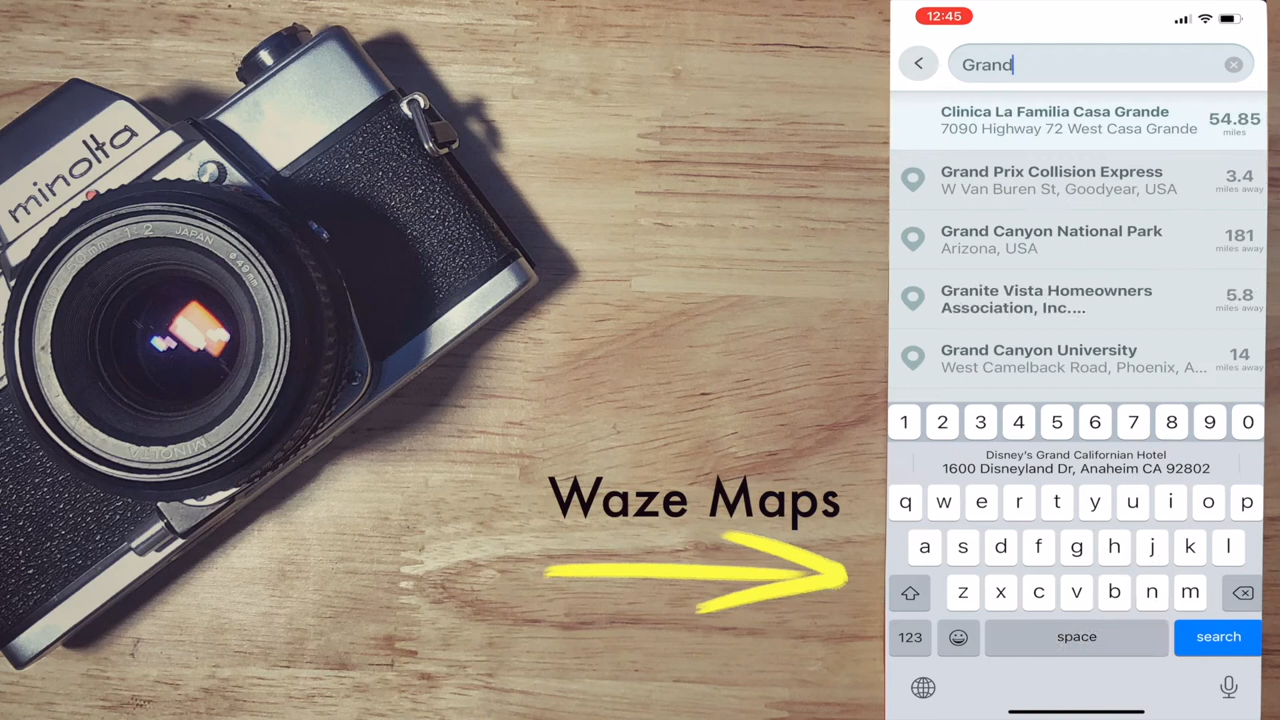 minolta
50mm 1:2 JAPAN ø49mm
MINOLTA
Waze Maps
12:45
Grand
Clinica La Familia Casa Grande
7090 Highway 72 West Casa Grande
54.85
miles
Grand Prix Collision Express
W Van Buren St, Goodyear, USA
3.4
miles away
Grand Canyon National Park
Arizona, USA
181
miles away
Granite Vista Homeowners
Association, Inc....
5.8
miles away
Grand Canyon University
West Camelback Road, Phoenix, A...
14
miles away
1 2 3 4 5 6 7 8 9 0
Disney's Grand Californian Hotel
1600 Disneyland Dr, Anaheim CA 92802
q w e r t y u i o p
a s d f g h j k l
z x c v b n m
123 space search